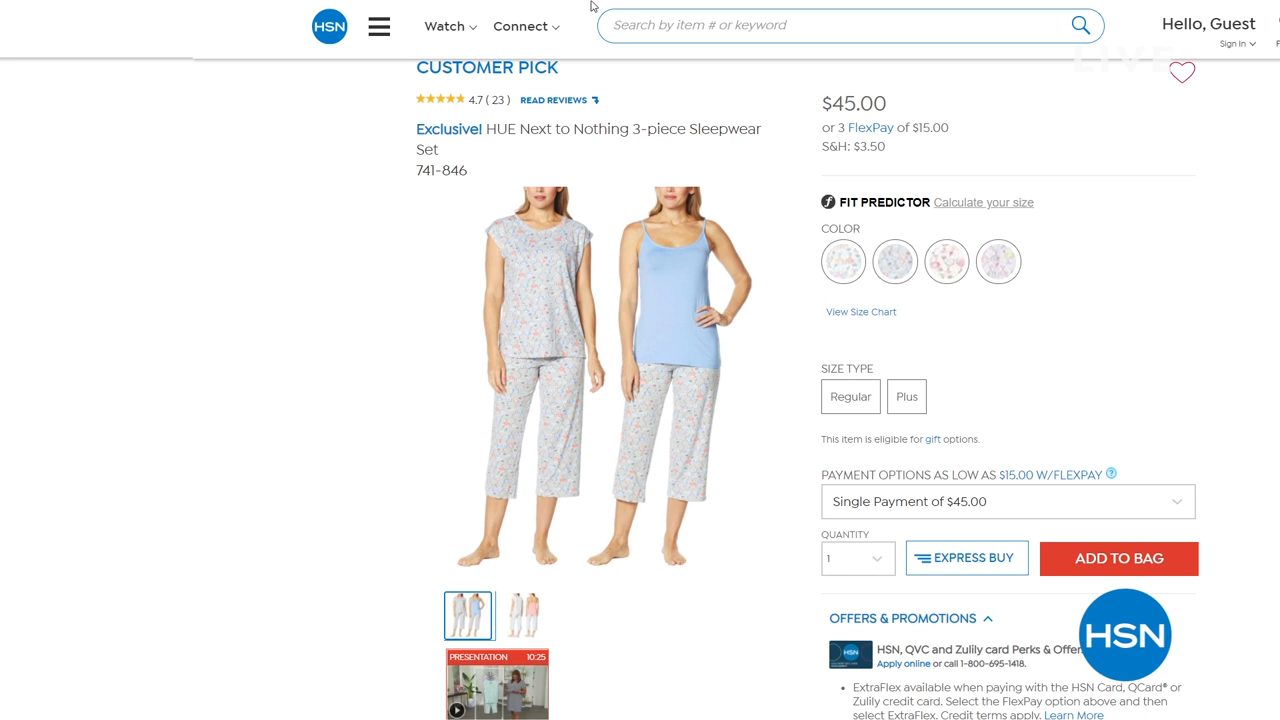 HSN
Watch
Connect
Search by item # or keyword
Hello, Guest
Sign In
LIVE
CUSTOMER PICK
4.7 ( 23 ) READ REVIEWS
Exclusive! HUE Next to Nothing 3-piece Sleepwear
Set
741-846
$45.00
or 3 FlexPay of $15.00
S&H: $3.50
FIT PREDICTOR Calculate your size
COLOR
View Size Chart
SIZE TYPE
Regular
Plus
This item is eligible for gift options.
PAYMENT OPTIONS AS LOW AS $15.00 W/FLEXPAY ?
Single Payment of $45.00
QUANTITY
1
EXPRESS BUY
ADD TO BAG
PRESENTATION 10:25
OFFERS & PROMOTIONS
HSN
HSN, QVC and Zulily card Perks & Offer
Apply online or call 1-800-695-1418.
HSN
• ExtraFlex available when paying with the HSN Card, QCard® or
Zulily credit card. Select the FlexPay option above and then
select ExtraFlex. Credit terms apply. Learn More